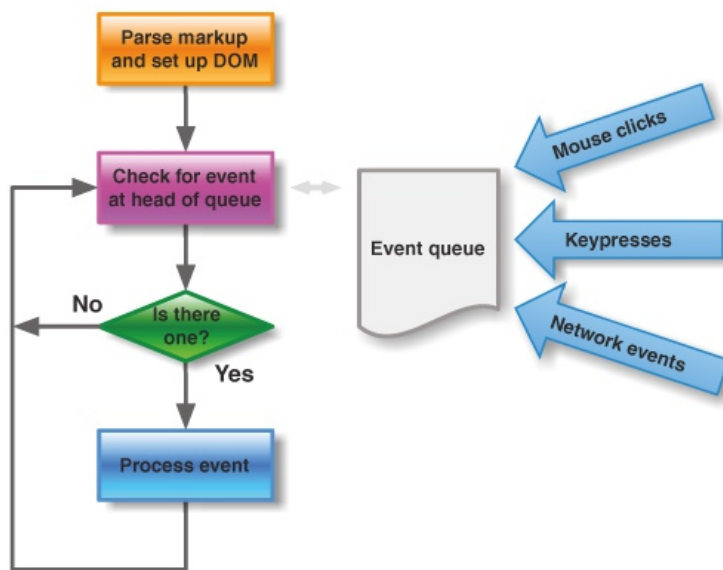 Parse markup
and set up DOM
Check for event
at head of queue
Is there
one?
No
Yes
Process event
Event queue
Mouse clicks
Keypresses
Network events